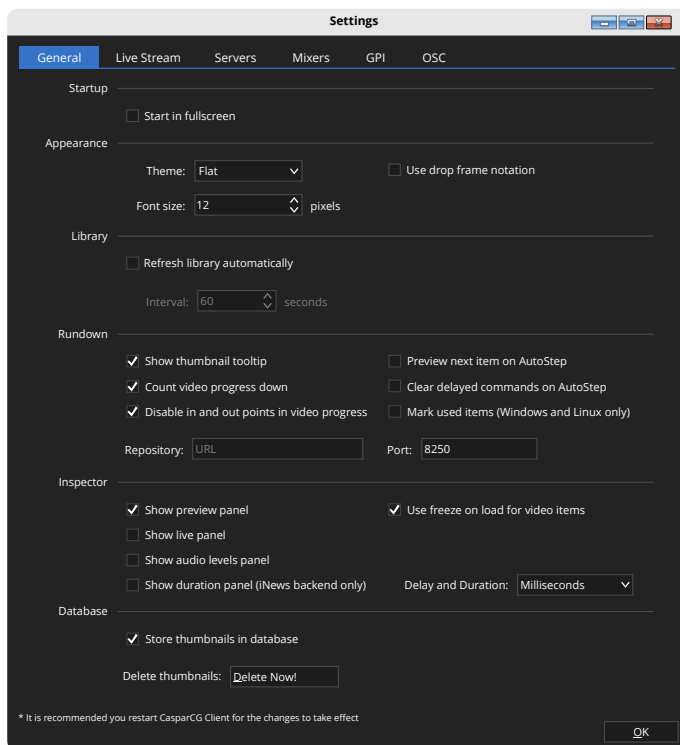 Settings
General Live Stream Servers Mixers GPI OSC
Startup
Start in fullscreen
Appearance
Theme: Flat Use drop frame notation
Font size: 12 pixels
Library
Refresh library automatically
Interval: 60 seconds
Rundown
Show thumbnail tooltip Preview next item on AutoStep
Count video progress down Clear delayed commands on AutoStep
Disable in and out points in video progress Mark used items (Windows and Linux only)
Repository: URL Port: 8250
Inspector
Show preview panel Use freeze on load for video items
Show live panel
Show audio levels panel
Show duration panel (iNews backend only) Delay and Duration: Milliseconds
Database
Store thumbnails in database
Delete thumbnails: Delete Now!
* It is recommended you restart CasparCG Client for the changes to take effect
OK